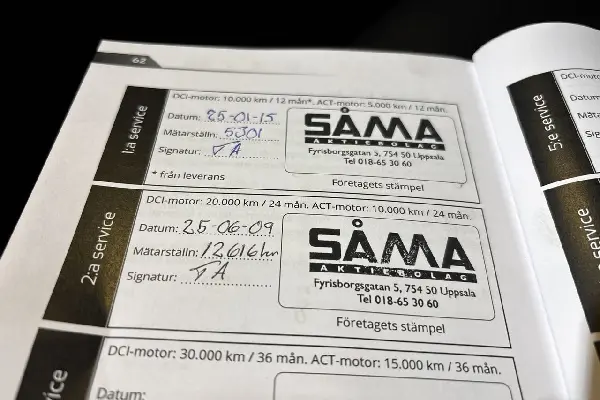 62
1:a service
DCI-motor: 10.000 km / 12 mån*. ACT-motor: 5.000 km / 12 mån.
Datum: 25-01-15
Mätarställn: 5301
Signatur: TA
* från leverans
SÅMA
AKTIEBOLAG
Fyrisborgsgatan 5, 754 50 Uppsala
Tel 018-65 30 60
Företagets stämpel
2:a service
DCI-motor: 20.000 km / 24 mån. ACT-motor: 10.000 km / 24 mån.
Datum: 25-06-09
Mätarställn: 12616 km
Signatur: TA
SÅMA
AKTIEBOLAG
Fyrisborgsgatan 5, 754 50 Uppsala
Tel 018-65 30 60
Företagets stämpel
DCI-motor: 30.000 km / 36 mån. ACT-motor: 15.000 km / 36 mån.
Datum:
5:e service